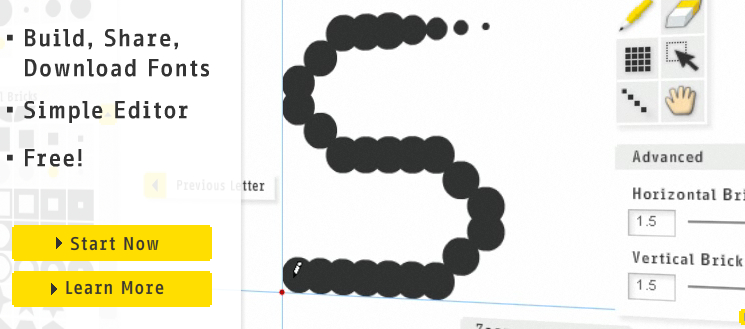 Build, Share,
Download Fonts
Simple Editor
Free!
Previous Letter
Start Now
Learn More
Advanced
Horizontal Bri
1.5
Vertical Brick
1.5